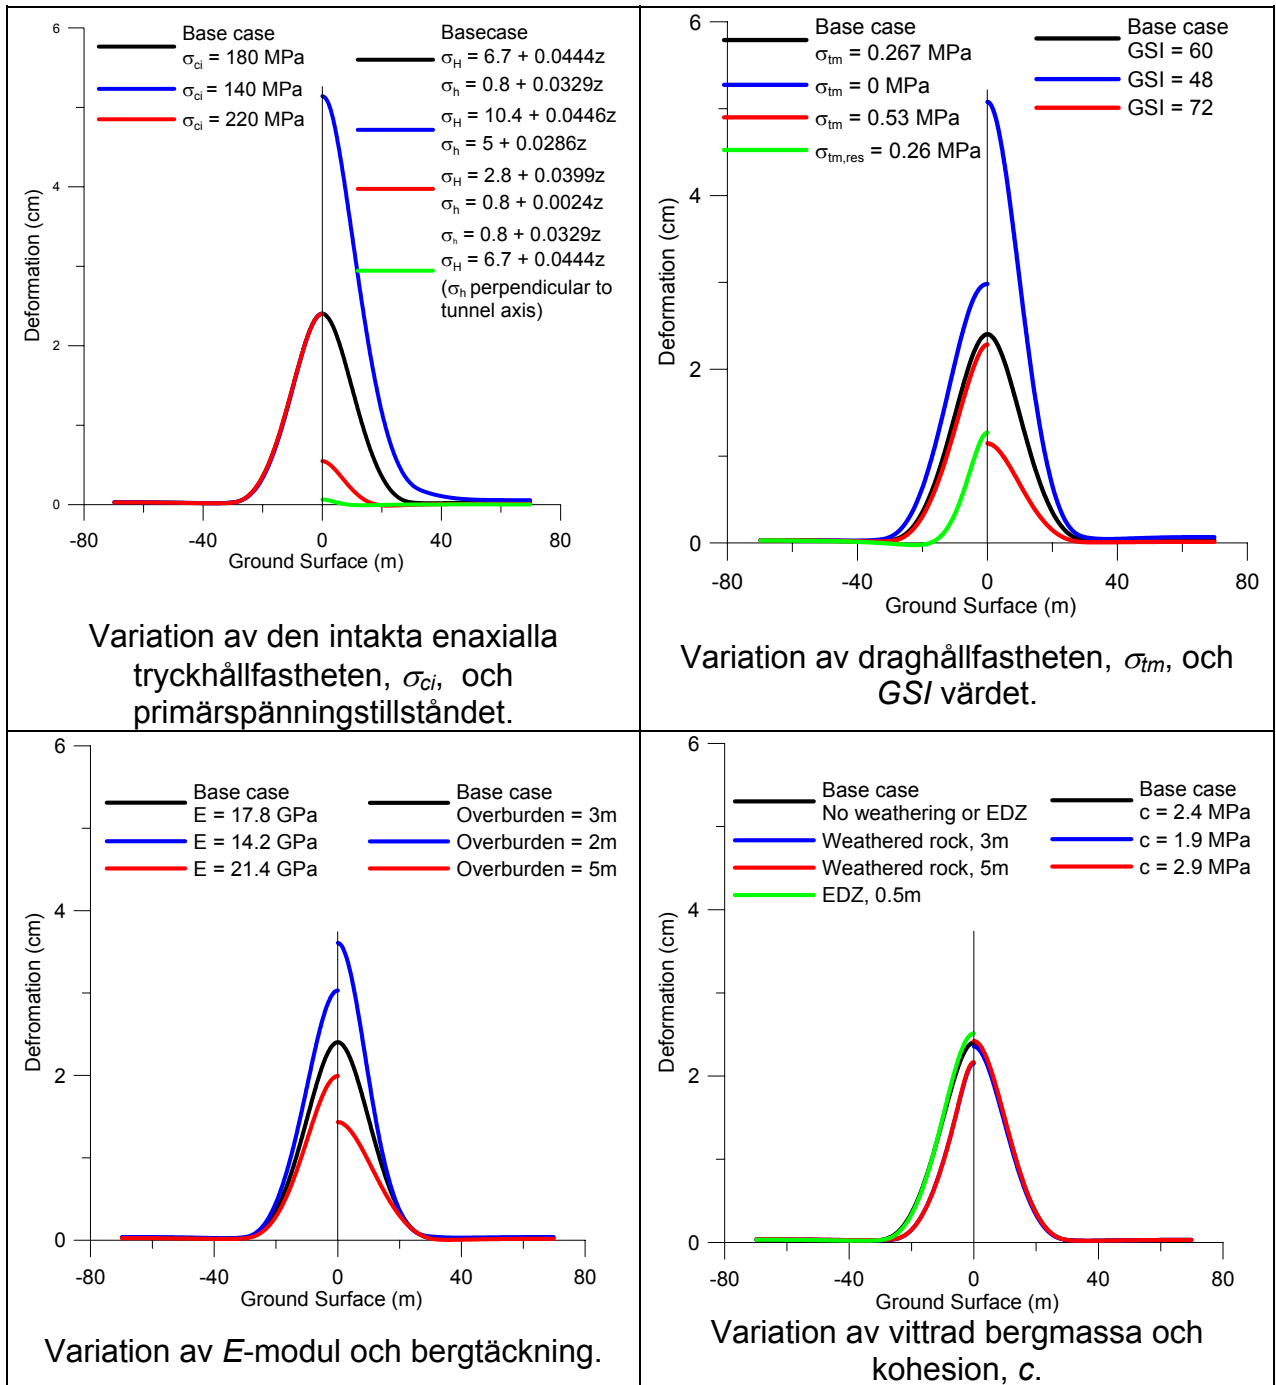 Base case
σci = 180 MPa
σci = 140 MPa
σci = 220 MPa
Basecase
σH = 6.7 + 0.0444z
σh = 0.8 + 0.0329z
σH = 10.4 + 0.0446z
σh = 5 + 0.0286z
σH = 2.8 + 0.0399z
σh = 0.8 + 0.0024z
σh = 0.8 + 0.0329z
σH = 6.7 + 0.0444z
(σh perpendicular to
tunnel axis)
6
4
2
0
Deformation (cm)
-80
-40
0
40
80
Ground Surface (m)
Variation av den intakta enaxialla
tryckhållfastheten, σci, och
primärspänningstillståndet.
Base case
σtm = 0.267 MPa
σtm = 0 MPa
σtm = 0.53 MPa
σtm,res = 0.26 MPa
Base case
GSI = 60
GSI = 48
GSI = 72
6
4
2
0
Deformation (cm)
-80
-40
0
40
80
Ground Surface (m)
Variation av draghållfastheten, σtm, och
GSI värdet.
Base case
E = 17.8 GPa
E = 14.2 GPa
E = 21.4 GPa
Base case
Overburden = 3m
Overburden = 2m
Overburden = 5m
6
4
2
0
Defromation (cm)
-80
-40
0
40
80
Ground Surface (m)
Variation av E-modul och bergtäckning.
Base case
No weathering or EDZ
Weathered rock, 3m
Weathered rock, 5m
EDZ, 0.5m
Base case
c = 2.4 MPa
c = 1.9 MPa
c = 2.9 MPa
6
4
2
0
Deformation (cm)
-80
-40
0
40
80
Ground Surface (m)
Variation av vittrad bergmassa och
kohesion, c.